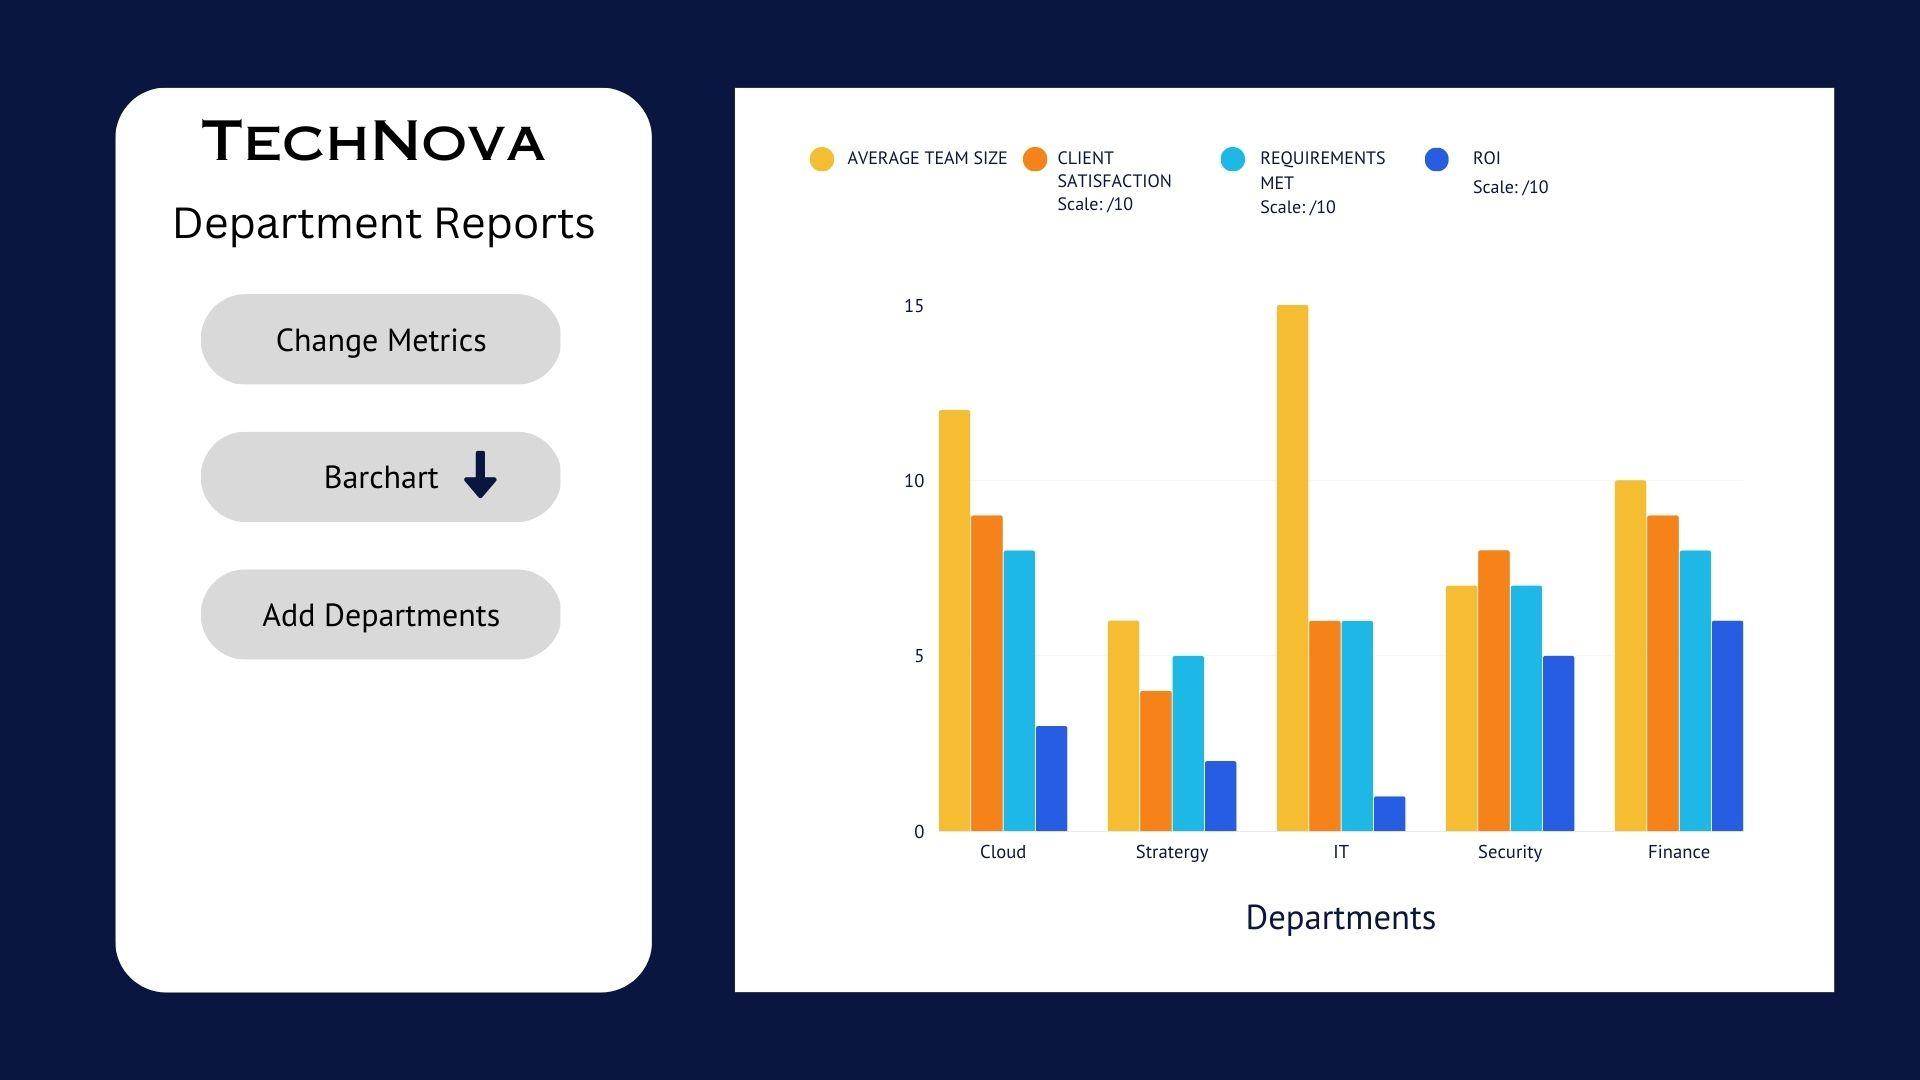 TECHNOVA
Department Reports
Change Metrics
Barchart
Add Departments
AVERAGE TEAM SIZE
CLIENT
SATISFACTION
Scale: /10
REQUIREMENTS
MET
Scale: /10
ROI
Scale: /10
15
10
5
0
Cloud
Stratergy
IT
Security
Finance
Departments